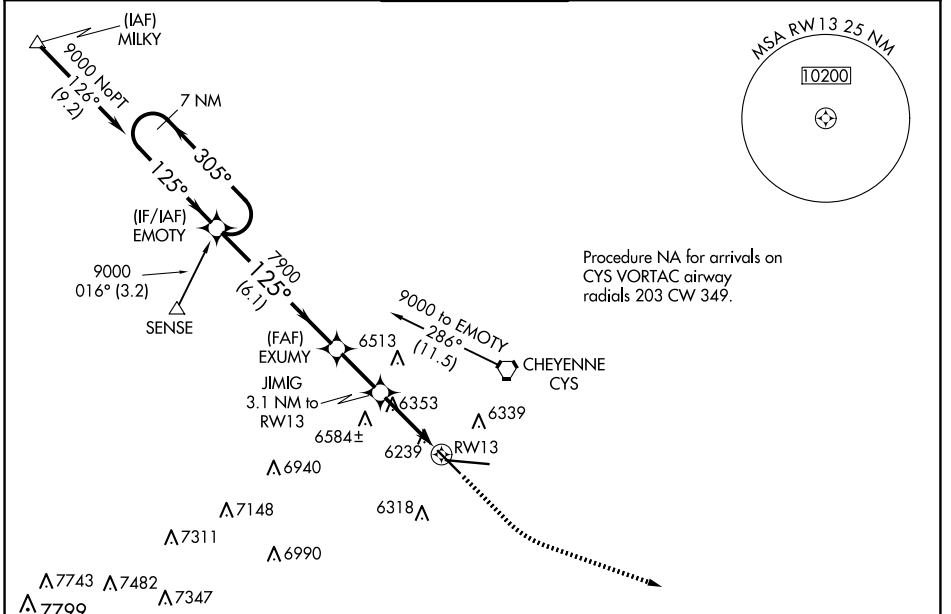 (IAF)
MILKY
9000 NoPT
126°
(9.2)
7 NM
305°
125°
(IF/IAF)
EMOTY
9000
016° (3.2)
SENSE
7900
125°
(6.1)
(FAF)
EXUMY
JIMIG
3.1 NM to
RW13
6513
9000 to EMOTY
286°
(11.5)
CHEYENNE
CYS
6353
6339
6584±
6239
RW13
6940
7148
6318
7311
6990
7743
7482
7347
7799
MSA RW13 25 NM
10200
Procedure NA for arrivals on
CYS VORTAC airway
radials 203 CW 349.